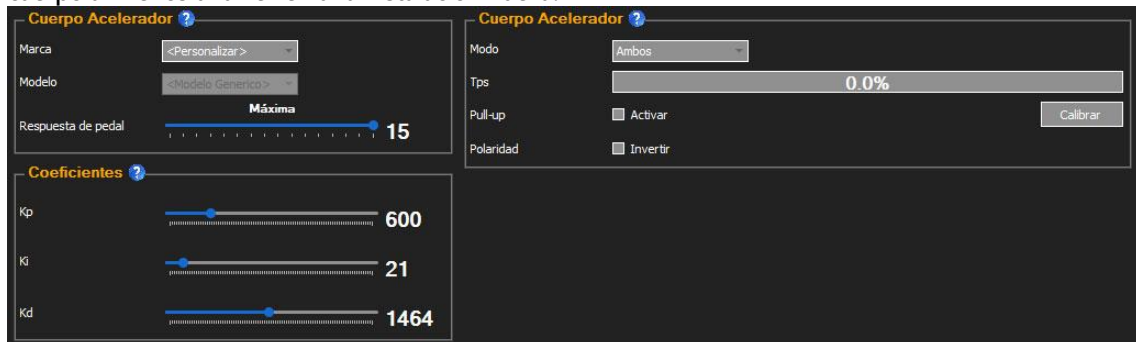 Cuerpo Acelerador ?
Marca <Personalizar>
Modelo <Modelo Generico>
Máxima
Respuesta de pedal 15
Coeficientes ?
Kp 600
Ki 21
Kd 1464
Cuerpo Acelerador ?
Modo Ambos
Tps 0.0%
Pull-up Activar Calibrar
Polaridad Invertir